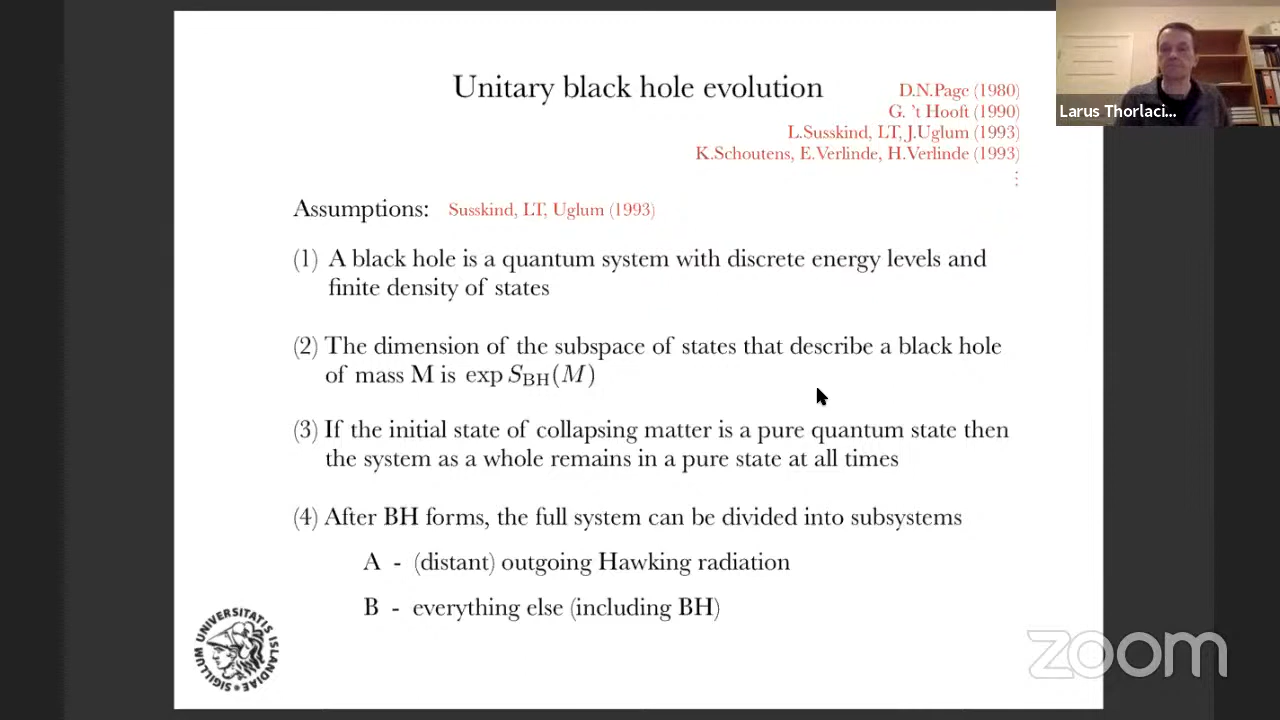 Unitary black hole evolution
D.N.Page (1980)
G. 't Hooft (1990)
L.Susskind, LT, J.Uglum (1993)
K.Schoutens, E.Verlinde, H.Verlinde (1993)
⋮
Larus Thorlaci...
Assumptions: Susskind, LT, Uglum (1993)
(1) A black hole is a quantum system with discrete energy levels and
finite density of states
(2) The dimension of the subspace of states that describe a black hole
of mass M is exp S_BH(M)
(3) If the initial state of collapsing matter is a pure quantum state then
the system as a whole remains in a pure state at all times
(4) After BH forms, the full system can be divided into subsystems
A - (distant) outgoing Hawking radiation
B - everything else (including BH)
SIGILLUM UNIVERSITATIS ISLANDIAE
zoom